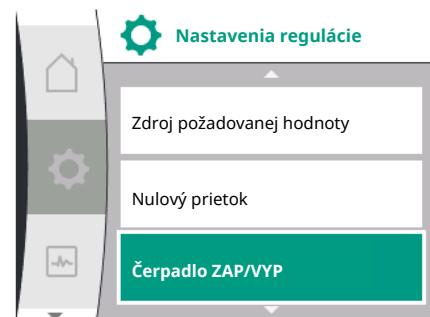 Nastavenia regulácie
Zdroj požadovanej hodnoty
Nulový prietok
Čerpadlo ZAP/VYP